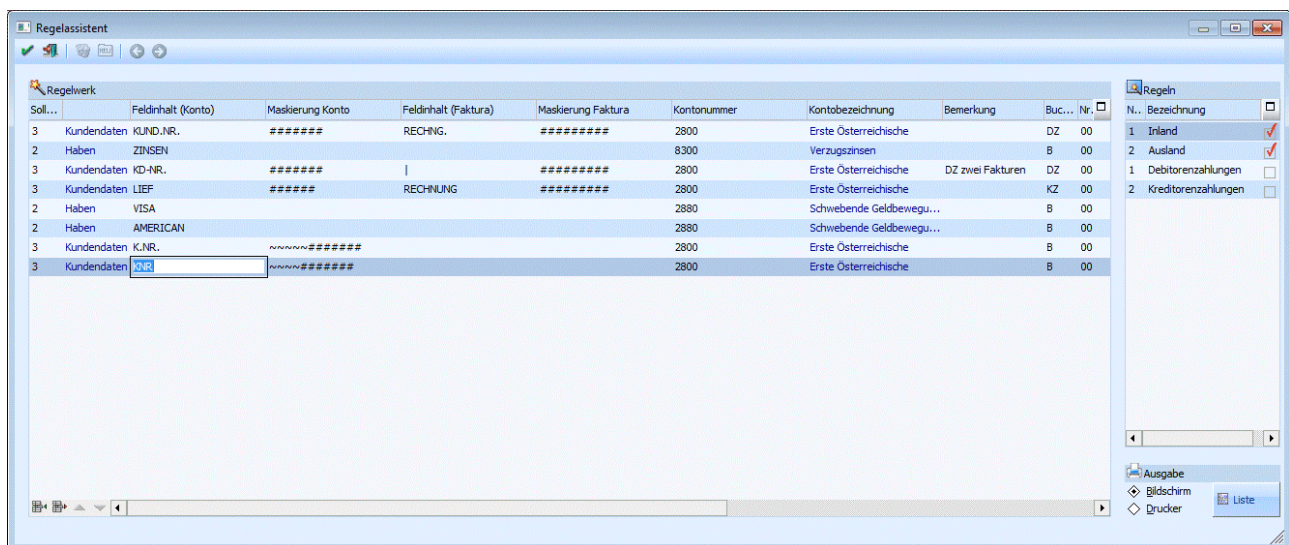 Regelassistent
Regelwerk
Soll... Feldinhalt (Konto) Maskierung Konto Feldinhalt (Faktura) Maskierung Faktura Kontonummer Kontobezeichnung Bemerkung Buc... Nr.
3 Kundendaten KUND.NR. ####### RECHNG. ######### 2800 Erste Österreichische DZ 00
2 Haben ZINSEN 8300 Verzugszinsen B 00
3 Kundendaten KD-NR. ####### | ######### 2800 Erste Österreichische DZ zwei Fakturen DZ 00
3 Kundendaten LIEF ###### RECHNUNG ######### 2800 Erste Österreichische KZ 00
2 Haben VISA 2880 Schwebende Geldbewegu... B 00
2 Haben AMERICAN 2880 Schwebende Geldbewegu... B 00
3 Kundendaten K.NR. ~~~~~####### 2800 Erste Österreichische B 00
3 Kundendaten KNR ~~~~####### 2800 Erste Österreichische B 00
Regeln
N.. Bezeichnung
1 Inland
2 Ausland
1 Debitorenzahlungen
2 Kreditorenzahlungen
Ausgabe
Bildschirm
Drucker
Liste